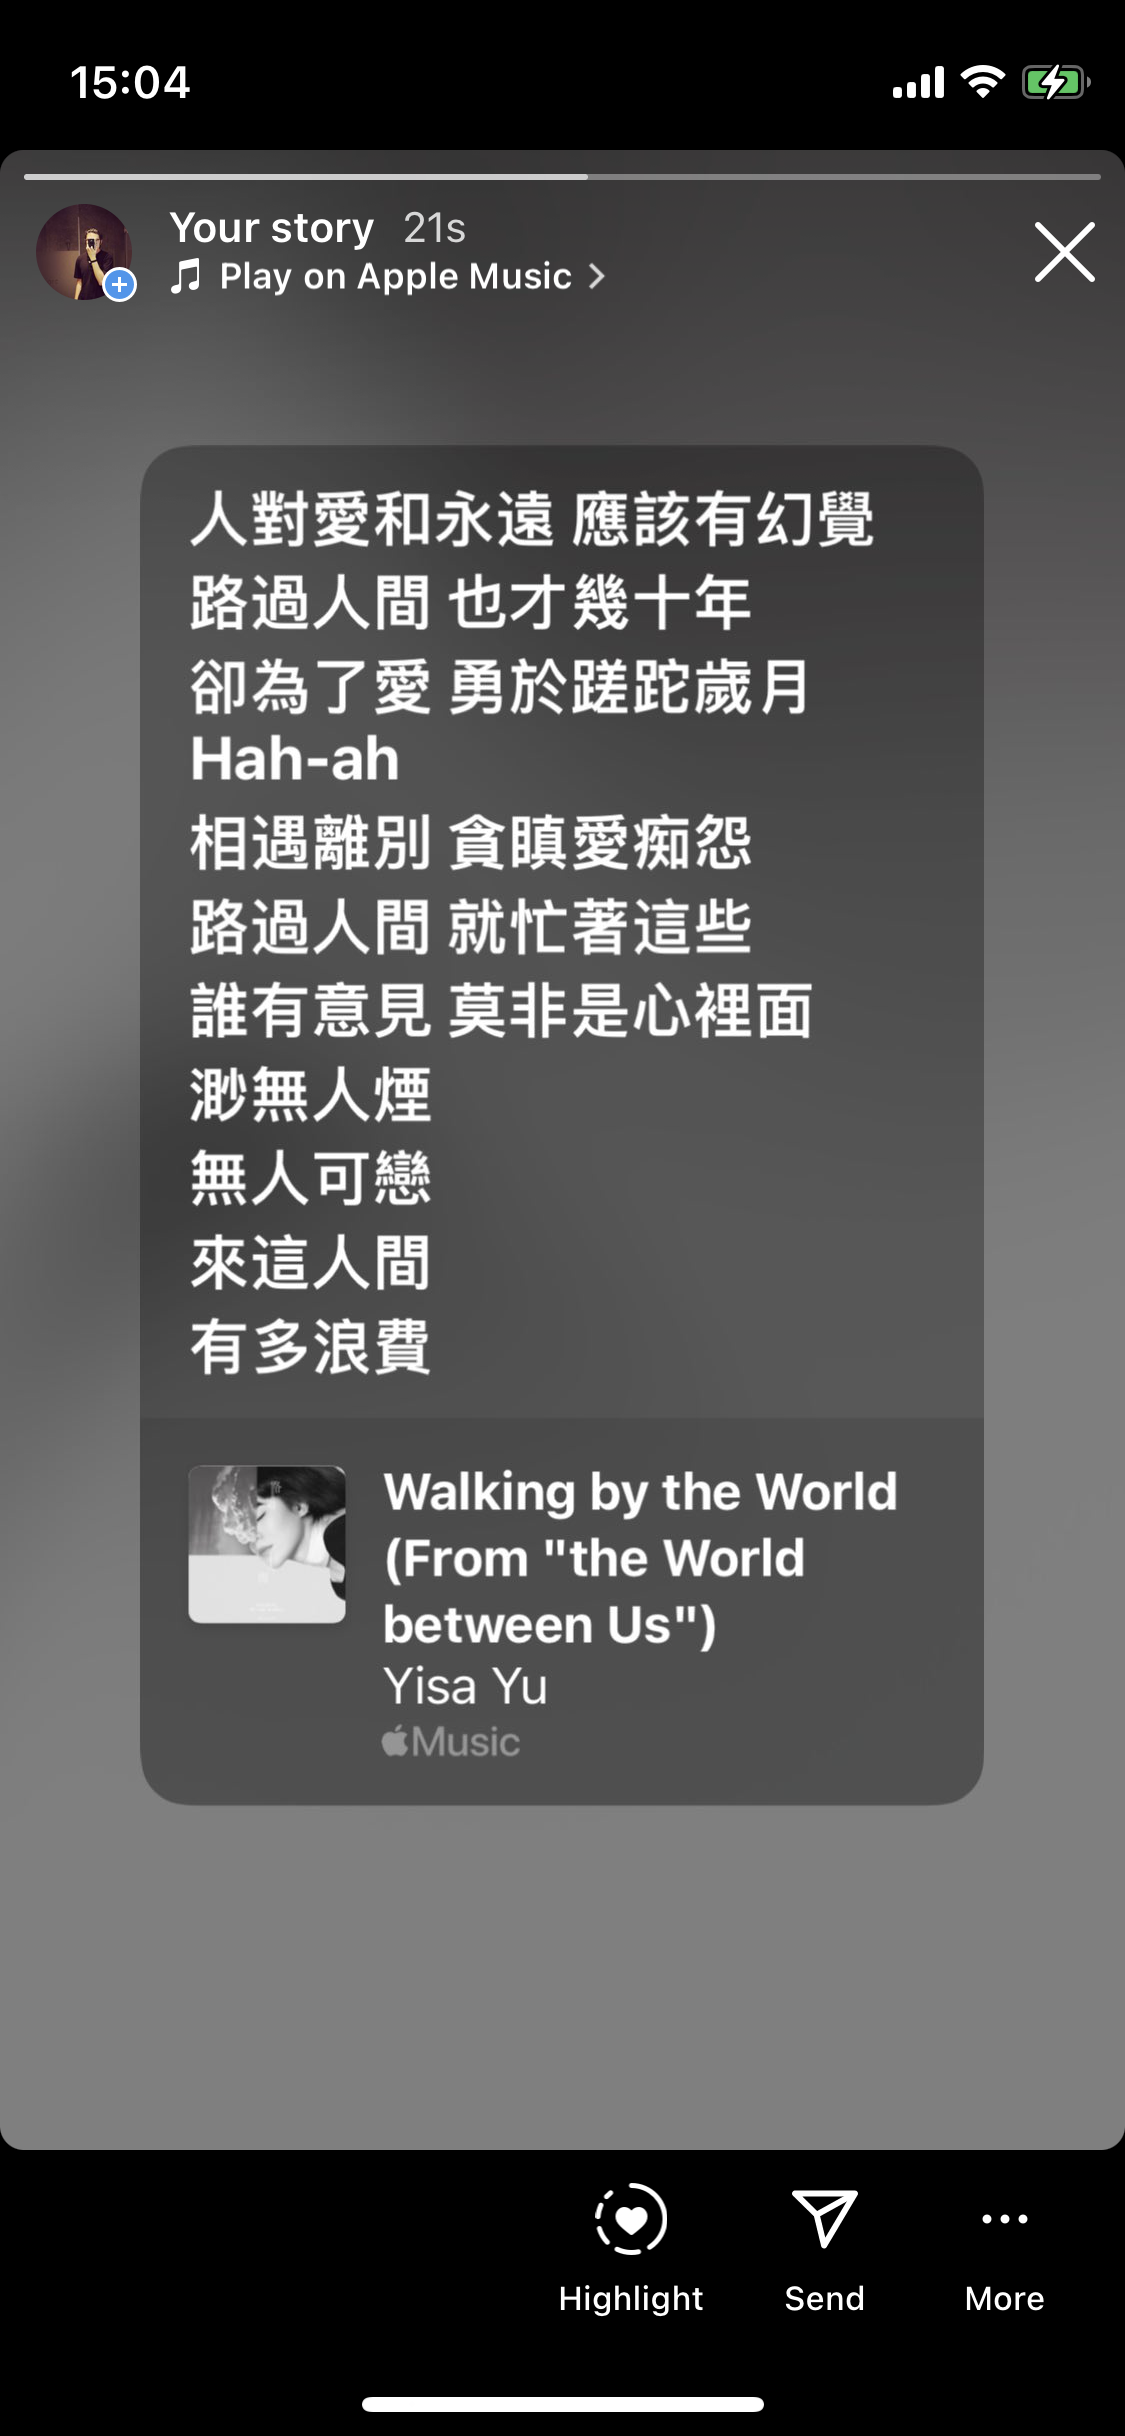 15:04
Your story 21s
Play on Apple Music
人對愛和永遠 應該有幻覺
路過人間 也才幾十年
卻為了愛 勇於蹉跎歲月
Hah-ah
相遇離別 貪瞋愛痴怨
路過人間 就忙著這些
誰有意見 莫非是心裡面
渺無人煙
無人可戀
來這人間
有多浪費
Walking by the World
(From "the World
between Us")
Yisa Yu
Music
Highlight Send More